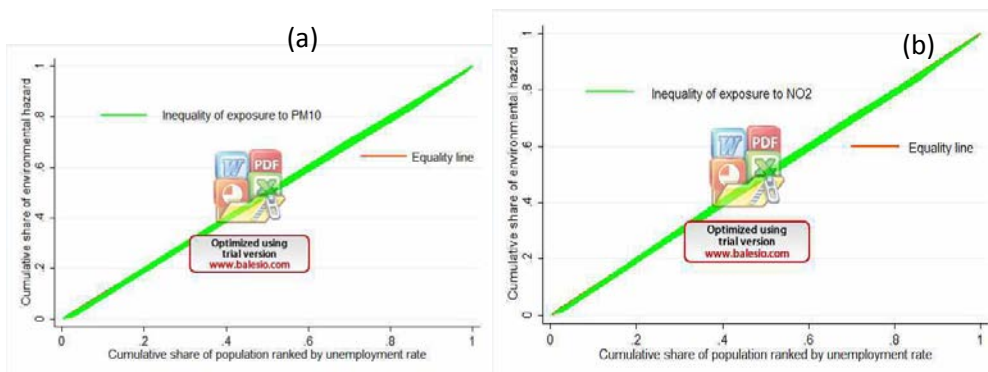 (a)
Cumulative share of environmental hazard
1
.8
.6
.4
.2
0
Inequality of exposure to PM10
Equality line
W
PDF
X
Optimized using
trial version
www.balesio.com
0 .2 .4 .6 .8 1
Cumulative share of population ranked by unemployment rate
(b)
Cumulative share of environmental hazard
1
.8
.6
.4
.2
0
Inequality of exposure to NO2
Equality line
W
PDF
X
Optimized using
trial version
www.balesio.com
0 .2 .4 .6 .8 1
Cumulative share of population ranked by unemployment rate